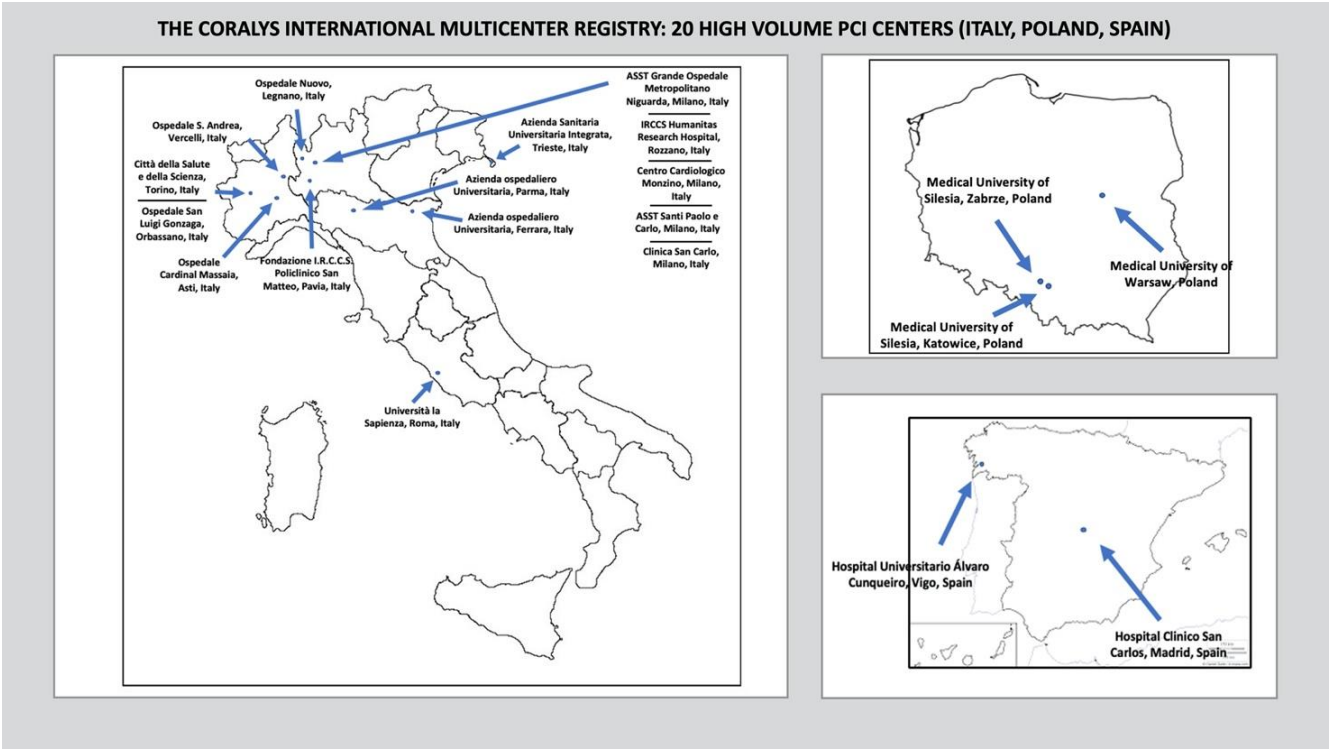 THE CORALYS INTERNATIONAL MULTICENTER REGISTRY: 20 HIGH VOLUME PCI CENTERS (ITALY, POLAND, SPAIN)
Ospedale Nuovo,
Legnano, Italy
Ospedale S. Andrea,
Vercelli, Italy
Città della Salute
e della Scienza,
Torino, Italy
Ospedale San
Luigi Gonzaga,
Orbassano, Italy
Ospedale
Cardinal Massaia,
Asti, Italy
Fondazione I.R.C.C.S.
Policlinico San
Matteo, Pavia, Italy
Azienda Sanitaria
Universitaria Integrata,
Trieste, Italy
Azienda ospedaliero
Universitaria, Parma, Italy
Azienda ospedaliero
Universitaria, Ferrara, Italy
ASST Grande Ospedale
Metropolitano
Niguarda, Milano, Italy
IRCCS Humanitas
Research Hospital,
Rozzano, Italy
Centro Cardiologico
Monzino, Milano,
Italy
ASST Santi Paolo e
Carlo, Milano, Italy
Clinica San Carlo,
Milano, Italy
Università la
Sapienza, Roma, Italy
Medical University of
Silesia, Zabrze, Poland
Medical University of
Warsaw, Poland
Medical University of
Silesia, Katowice, Poland
Hospital Universitario Álvaro
Cunqueiro, Vigo, Spain
Hospital Clinico San
Carlos, Madrid, Spain